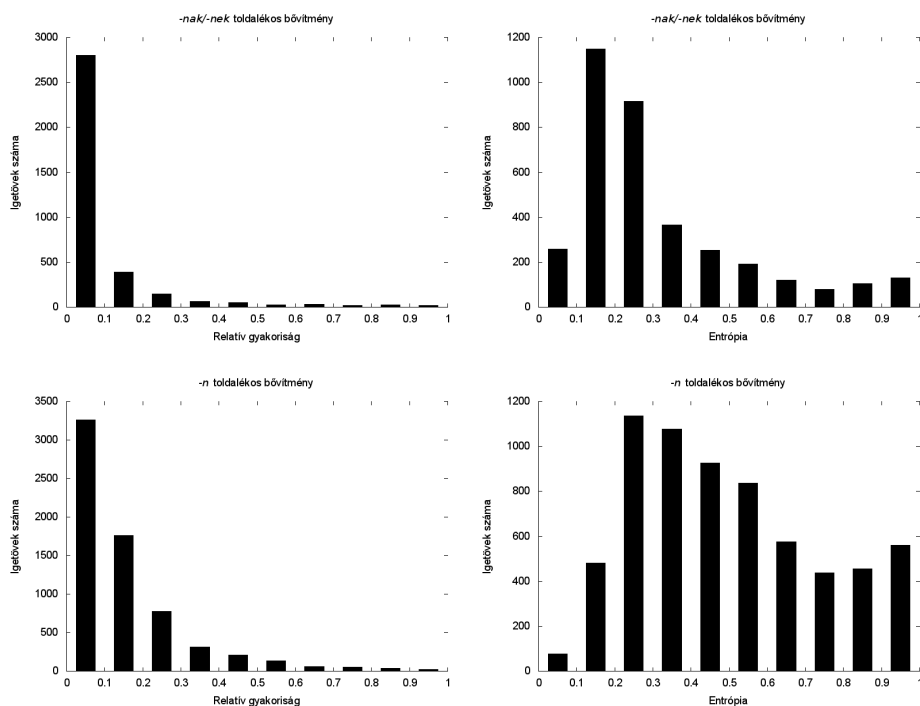 -nak/-nek toldalékos bővítmény
Igetövek száma
3000
2500
2000
1500
1000
500
0
0 0.1 0.2 0.3 0.4 0.5 0.6 0.7 0.8 0.9 1
Relatív gyakoriság
-nak/-nek toldalékos bővítmény
Igetövek száma
1200
1000
800
600
400
200
0
0 0.1 0.2 0.3 0.4 0.5 0.6 0.7 0.8 0.9 1
Entrópia
-n toldalékos bővítmény
Igetövek száma
3500
3000
2500
2000
1500
1000
500
0
0 0.1 0.2 0.3 0.4 0.5 0.6 0.7 0.8 0.9 1
Relatív gyakoriság
-n toldalékos bővítmény
Igetövek száma
1200
1000
800
600
400
200
0
0 0.1 0.2 0.3 0.4 0.5 0.6 0.7 0.8 0.9 1
Entrópia